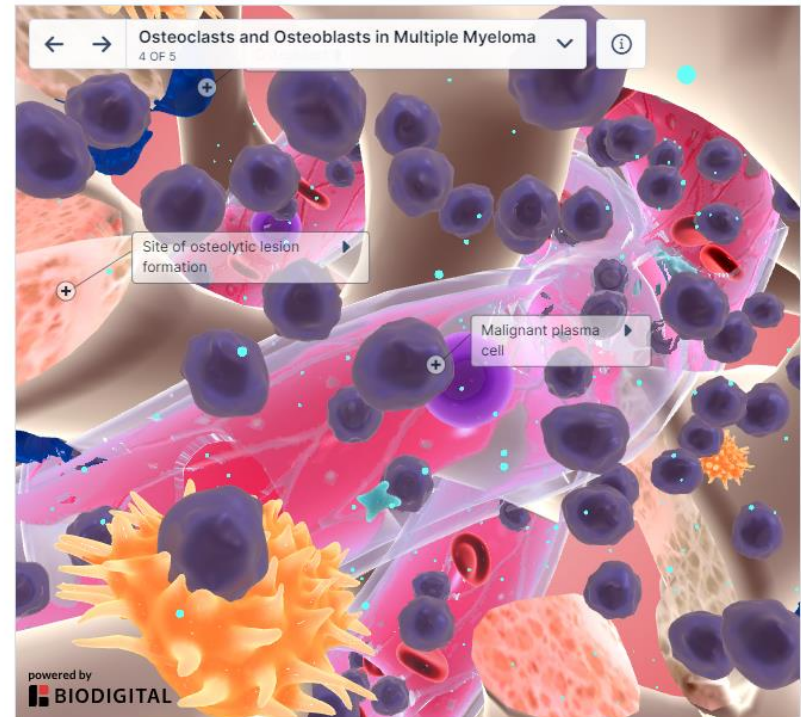 Osteoclasts and Osteoblasts in Multiple Myeloma
4 OF 5
Site of osteolytic lesion
formation
Malignant plasma
cell
powered by
BIODIGITAL